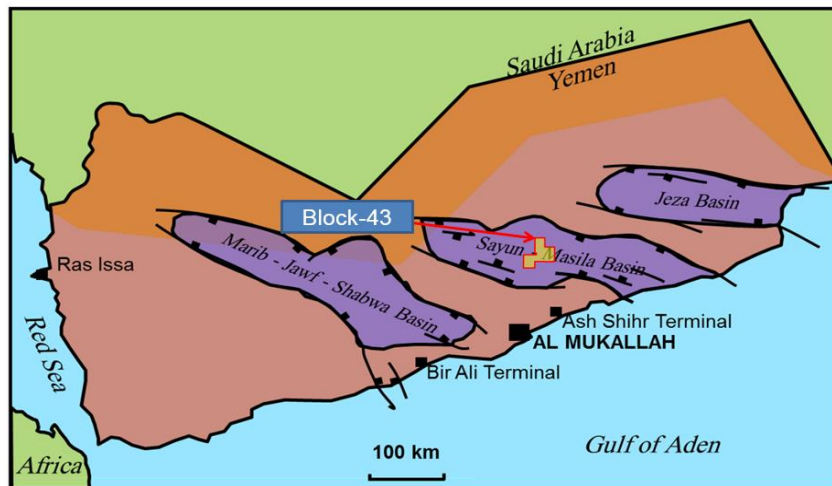 Saudi Arabia
Yemen
Jeza Basin
Block-43
Sayun Masila Basin
Marib - Jawf - Shabwa Basin
Ras Issa
Red Sea
Ash Shihr Terminal
AL MUKALLAH
Bir Ali Terminal
Gulf of Aden
100 km
Africa